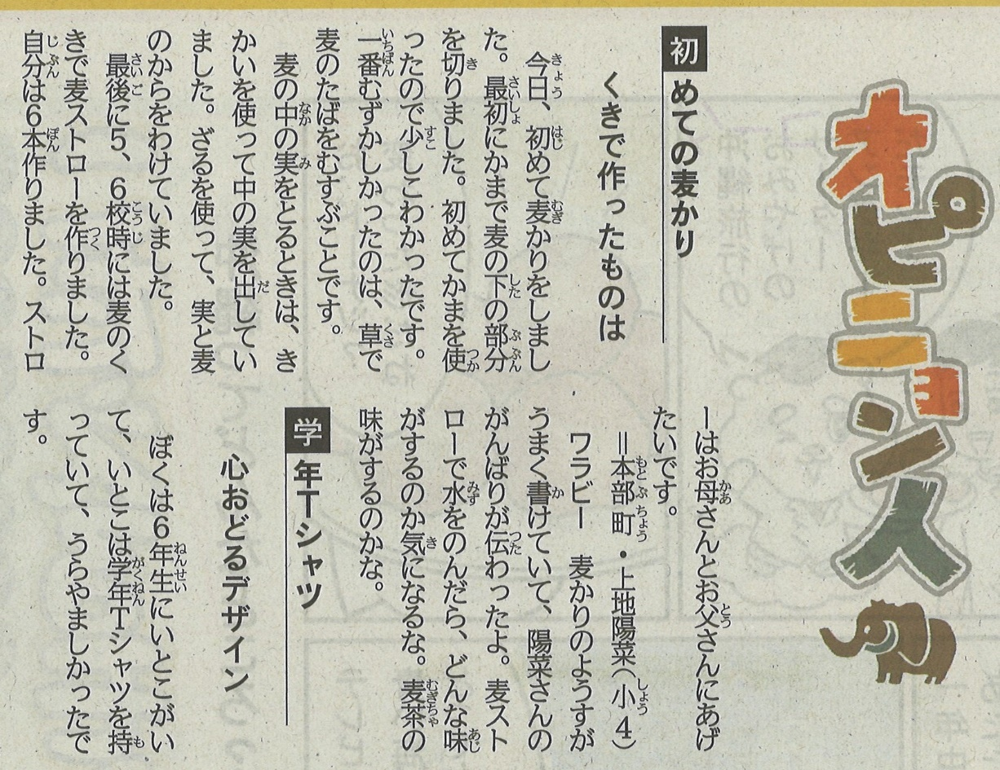 オピニヨン人
初めての麦かり
くきで作ったものは
今日、初めて麦かりをしまし
た。最初にかまで麦の下の部分
を切りました。初めてかまを使
ったので少しこわかったです。
一番むずかしかったのは、草で
麦のたばをむすぶことです。
麦の中の実をとるときは、き
かいを使って中の実を出してい
ました。ざるを使って、実と麦
のからをわけていました。
最後に5、6校時には麦のく
きで麦ストローを作りました。
自分は6本作りました。ストロ
ーはお母さんとお父さんにあげ
たいです。
＝本部町・上地陽菜(小4)
ワラビー　麦かりのようすが
うまく書けていて、陽菜さんの
がんばりが伝わったよ。麦スト
ローで水をのんだら、どんな味
がするのか気になるな。麦茶の
味がするのかな。
学年Tシャツ
心おどるデザイン
ぼくは6年生にいとこがい
て、いとこは学年Tシャツを持
っていて、うらやましかったで
す。